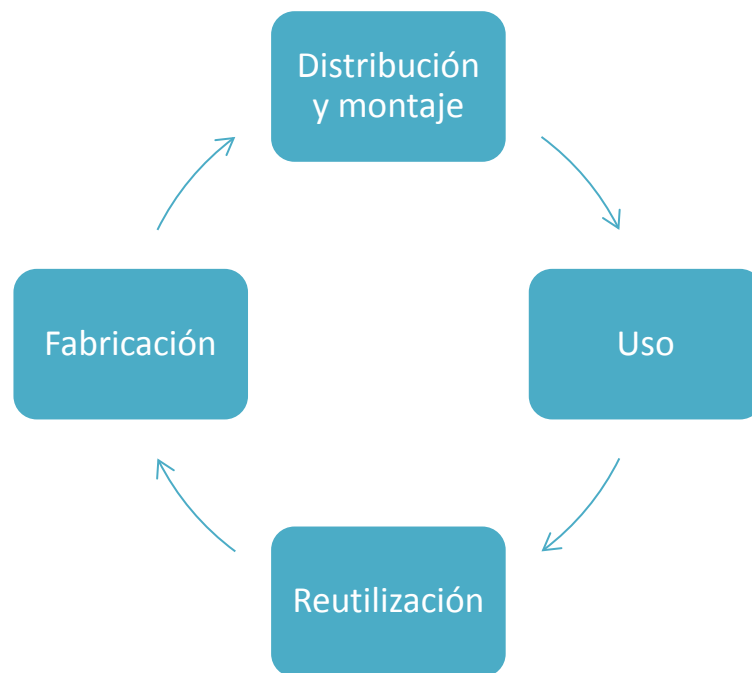 Distribución
y montaje
Fabricación
Uso
Reutilización